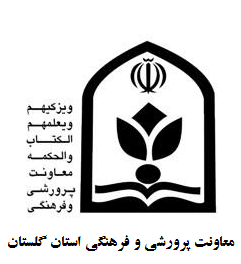 ویزکیهم
ویعلمهم
الکتاب
والحکمه
معاونت
پرورشی
وفرهنگی
معاونت پرورشی و فرهنگی استان گلستان